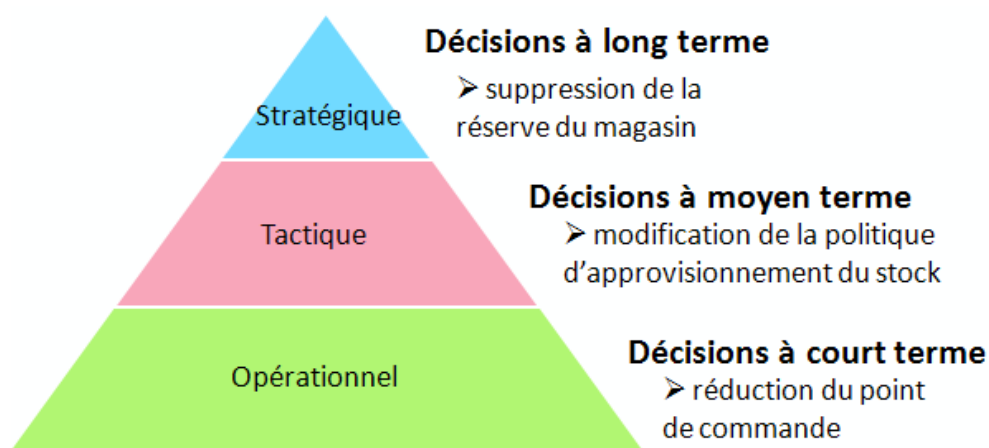 Décisions à long terme
➢ suppression de la
réserve du magasin
Stratégique
Décisions à moyen terme
➢ modification de la politique
d'approvisionnement du stock
Tactique
Décisions à court terme
➢ réduction du point
de commande
Opérationnel